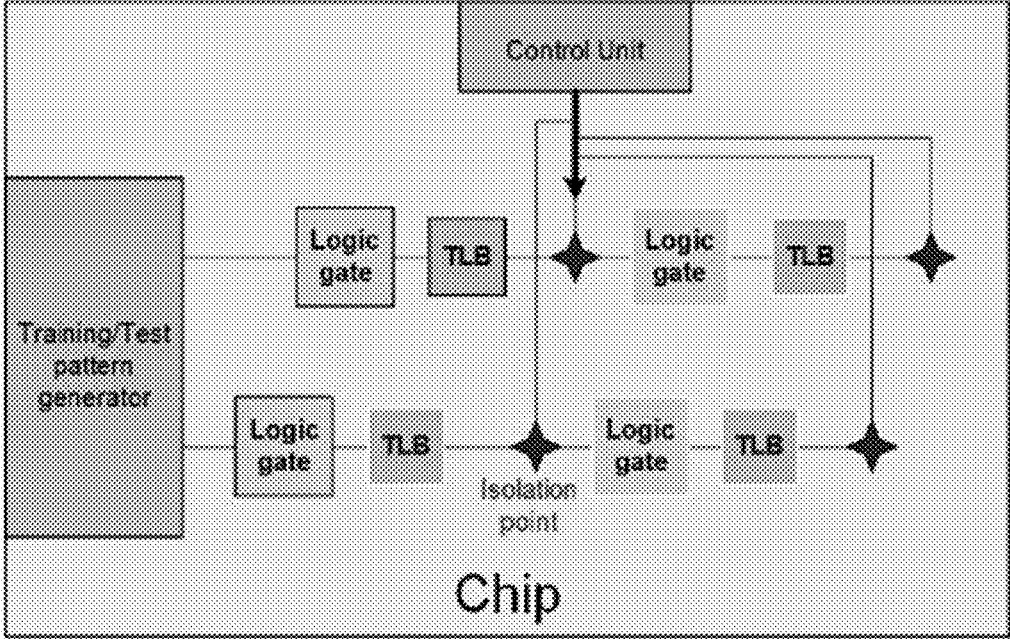 Control Unit
Logic
gate
TLB
Logic
gate
TLB
Training/Test
pattern
generator
Logic
gate
TLB
Logic
gate
TLB
Isolation
point
Chip